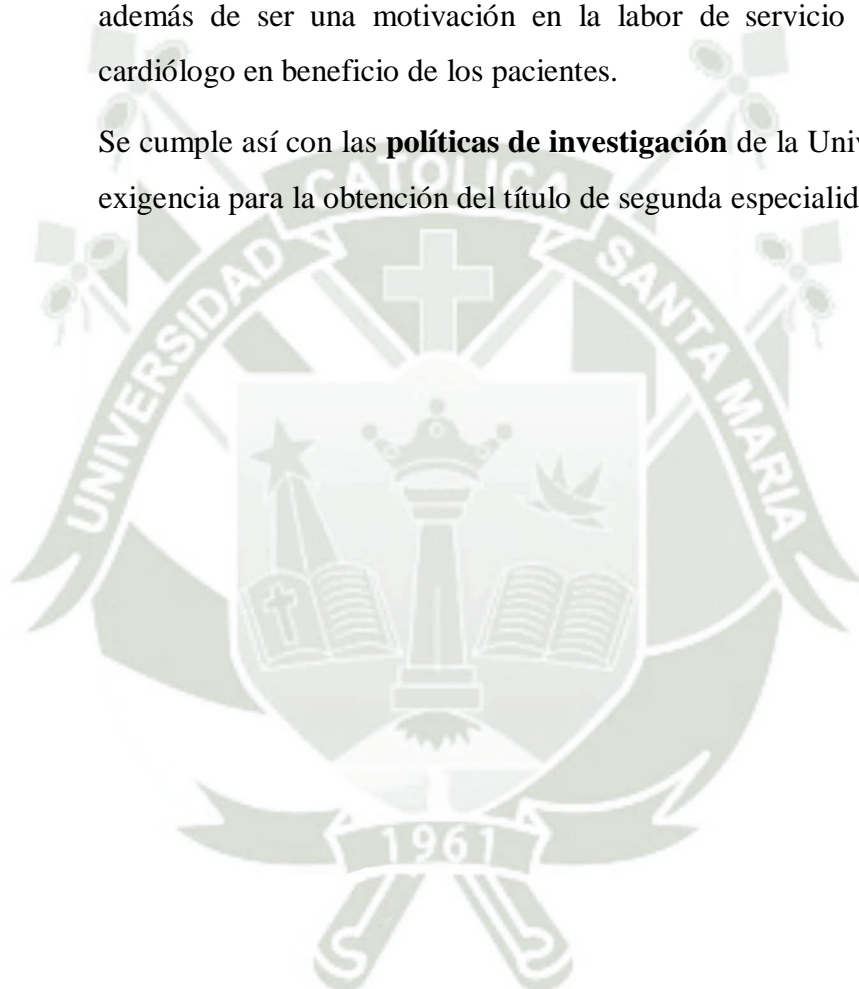 además de ser una motivación en la labor de servicio
cardiólogo en beneficio de los pacientes.
Se cumple así con las políticas de investigación de la Univ
exigencia para la obtención del título de segunda especialid
UNIVERSIDAD CATOLICA SANTA MARIA
1961